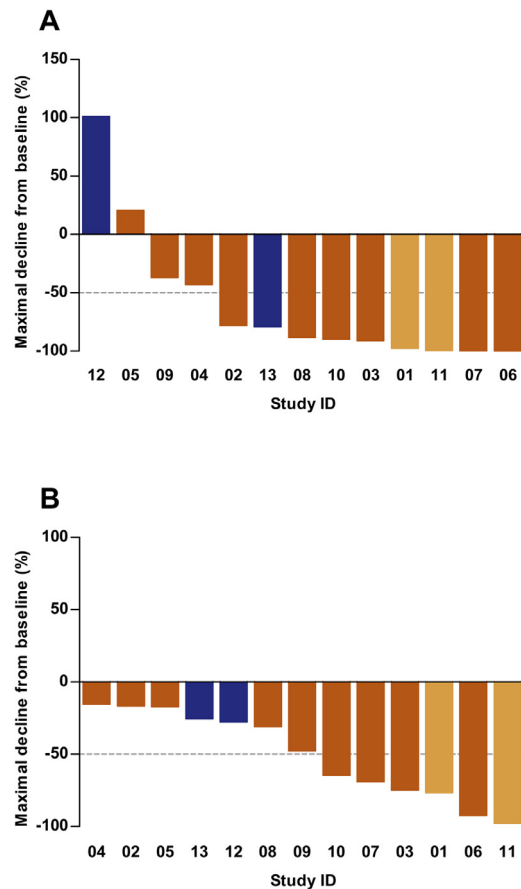 A
Maximal decline from baseline (%)
150
100
50
0
-50
-100
12 05 09 04 02 13 08 10 03 01 11 07 06
Study ID
B
Maximal decline from baseline (%)
100
50
0
-50
-100
04 02 05 13 12 08 09 10 07 03 01 06 11
Study ID